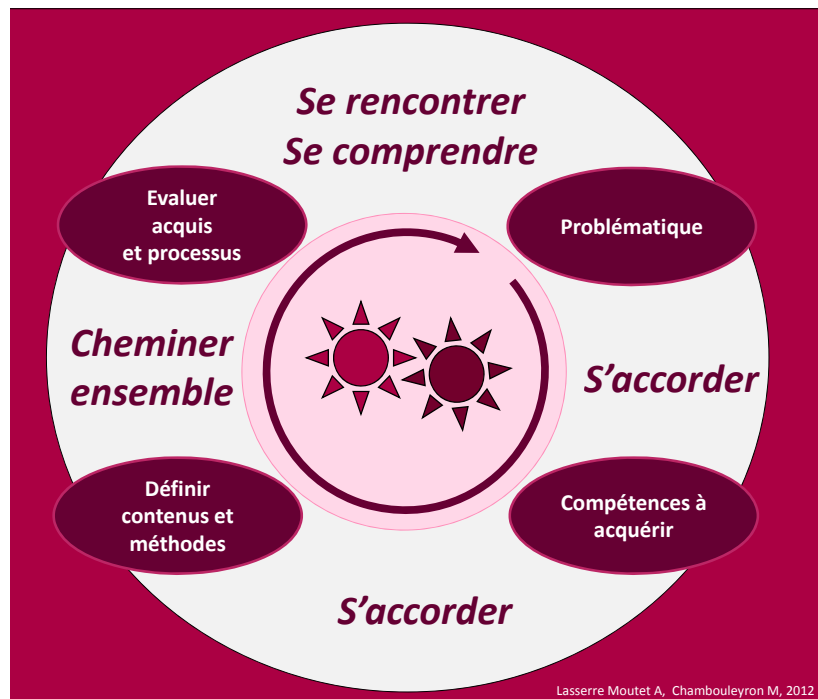 Se rencontrer
Se comprendre
Evaluer
acquis
et processus
Problématique
Cheminer
ensemble
S’accorder
Définir
contenus et
méthodes
Compétences à
acquérir
S’accorder
Lasserre Moutet A, Chambouleyron M, 2012